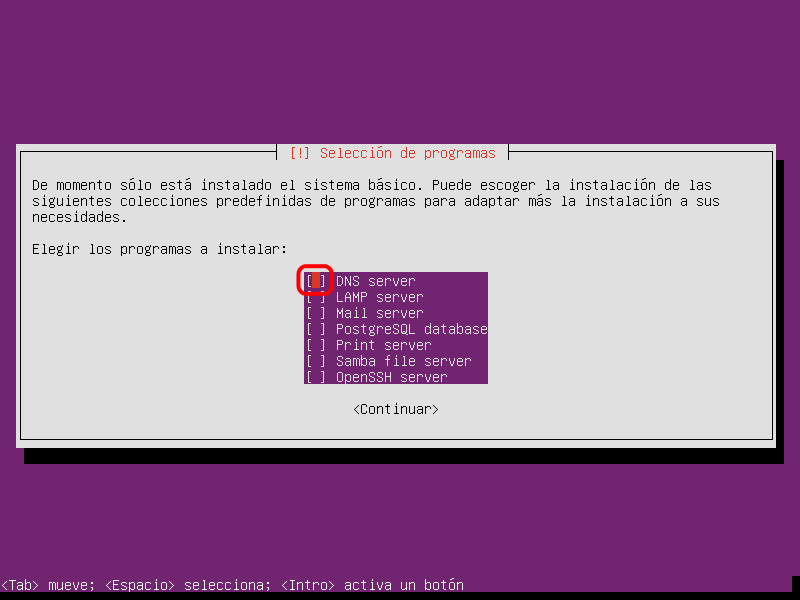 [!] Selección de programas
De momento sólo está instalado el sistema básico. Puede escoger la instalación de las
siguientes colecciones predefinidas de programas para adaptar más la instalación a sus
necesidades.
Elegir los programas a instalar:
[ ] DNS server
[ ] LAMP server
[ ] Mail server
[ ] PostgreSQL database
[ ] Print server
[ ] Samba file server
[ ] OpenSSH server
<Continuar>
<Tab> mueve; <Espacio> selecciona; <Intro> activa un botón